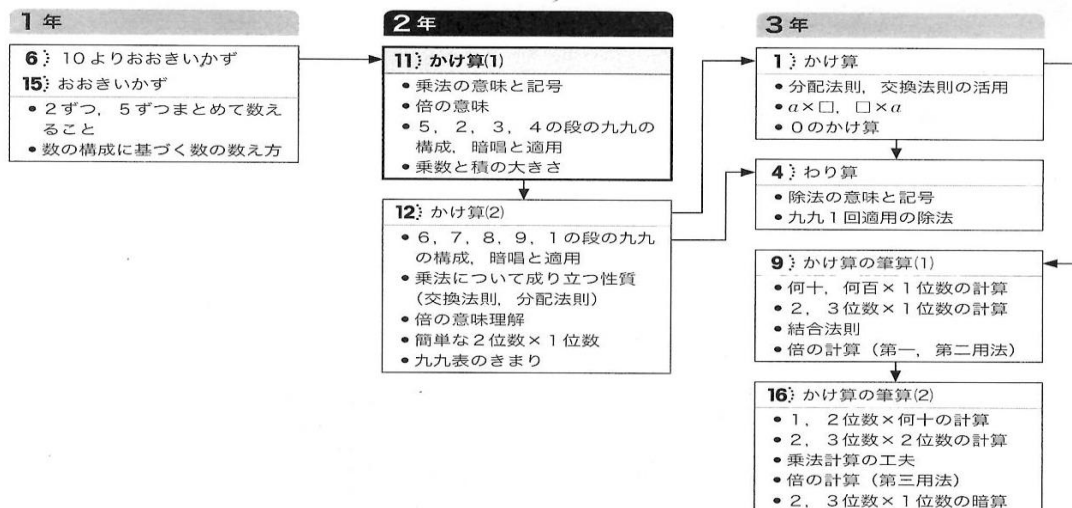 1年
6 10よりおおきいかず
15 おおきいかず
• 2ずつ，5ずつまとめて数え
ること
• 数の構成に基づく数の数え方
2年
11 かけ算(1)
• 乗法の意味と記号
• 倍の意味
• 5，2，3，4の段の九九の
構成，暗唱と適用
• 乗数と積の大きさ
12 かけ算(2)
• 6，7，8，9，1の段の九九
の構成，暗唱と適用
• 乗法について成り立つ性質
（交換法則，分配法則）
• 倍の意味理解
• 簡単な2位数×1位数
• 九九表のきまり
3年
1 かけ算
• 分配法則，交換法則の活用
• a×□，□×a
• 0のかけ算
4 わり算
• 除法の意味と記号
• 九九1回適用の除法
9 かけ算の筆算(1)
• 何十，何百×1位数の計算
• 2，3位数×1位数の計算
• 結合法則
• 倍の計算（第一，第二用法）
16 かけ算の筆算(2)
• 1，2位数×何十の計算
• 2，3位数×2位数の計算
• 乗法計算の工夫
• 倍の計算（第三用法）
• 2，3位数×1位数の暗算